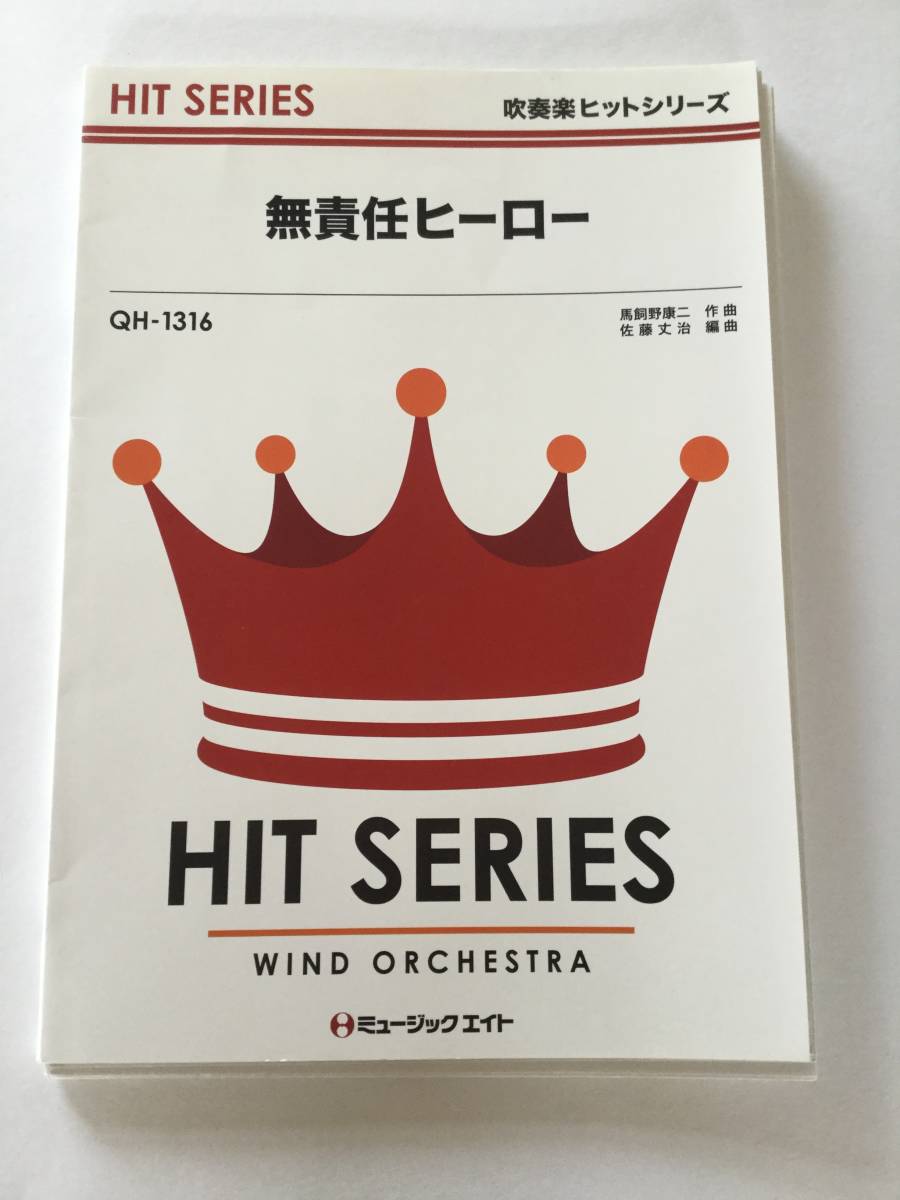 HIT SERIES 吹奏楽ヒットシリーズ
無責任ヒーロー
QH-1316
馬飼野康二 作曲
佐藤丈治 編曲
HIT SERIES
WIND ORCHESTRA
ミュージックエイト